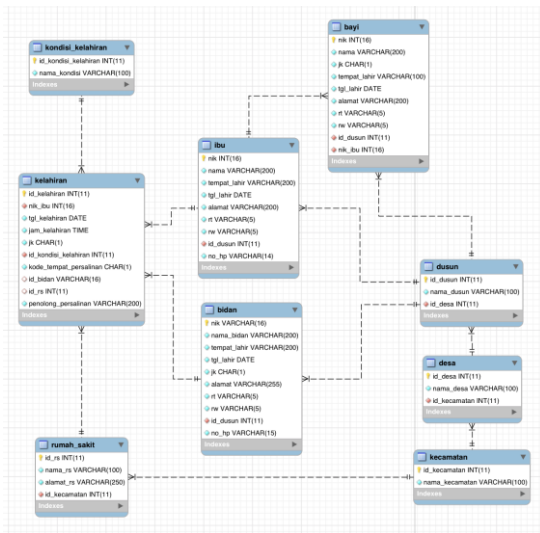 kondisi_kelahiran
id_kondisi_kelahiran INT(11)
nama_kondisi VARCHAR(100)
Indexes
kelahiran
id_kelahiran INT(11)
nik_ibu INT(16)
tgl_kelahiran DATE
jam_kelahiran TIME
jk CHAR(1)
id_kondisi_kelahiran INT(11)
kode_tempat_persalinan CHAR(1)
id_bidan VARCHAR(16)
id_rs INT(11)
penolong_persalinan VARCHAR(200)
Indexes
rumah_sakit
id_rs INT(11)
nama_rs VARCHAR(100)
alamat_rs VARCHAR(250)
id_kecamatan INT(11)
Indexes
ibu
nik INT(16)
nama VARCHAR(200)
tempat_lahir VARCHAR(200)
tgl_lahir DATE
alamat VARCHAR(200)
rt VARCHAR(5)
rw VARCHAR(5)
id_dusun INT(11)
no_hp VARCHAR(14)
Indexes
bidan
nik VARCHAR(16)
nama_bidan VARCHAR(200)
tempat_lahir VARCHAR(200)
tgl_lahir DATE
jk CHAR(1)
alamat VARCHAR(255)
rt VARCHAR(5)
rw VARCHAR(5)
id_dusun INT(11)
no_hp VARCHAR(15)
Indexes
bayi
nik INT(16)
nama VARCHAR(200)
jk CHAR(1)
tempat_lahir VARCHAR(100)
tgl_lahir DATE
alamat VARCHAR(200)
rt VARCHAR(5)
rw VARCHAR(5)
id_dusun INT(11)
nik_ibu INT(16)
Indexes
dusun
id_dusun INT(11)
nama_dusun VARCHAR(100)
id_desa INT(11)
Indexes
desa
id_desa INT(11)
nama_desa VARCHAR(100)
id_kecamatan INT(11)
Indexes
kecamatan
id_kecamatan INT(11)
nama_kecamatan VARCHAR(100)
Indexes